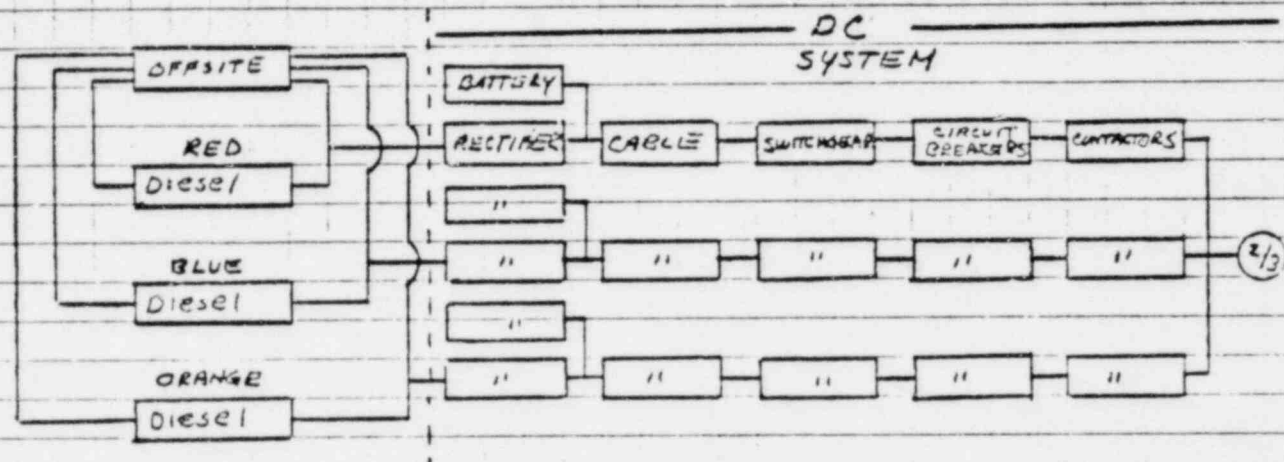 DC
SYSTEM
OFFSITE
BATTERY
RED
RECTIFIER CABLE SWITCHGEAR CIRCUIT
BREAKERS CONTACTORS
Diesel
"
BLUE
" " " " " 2/3
Diesel
"
ORANGE
" " " " "
Diesel